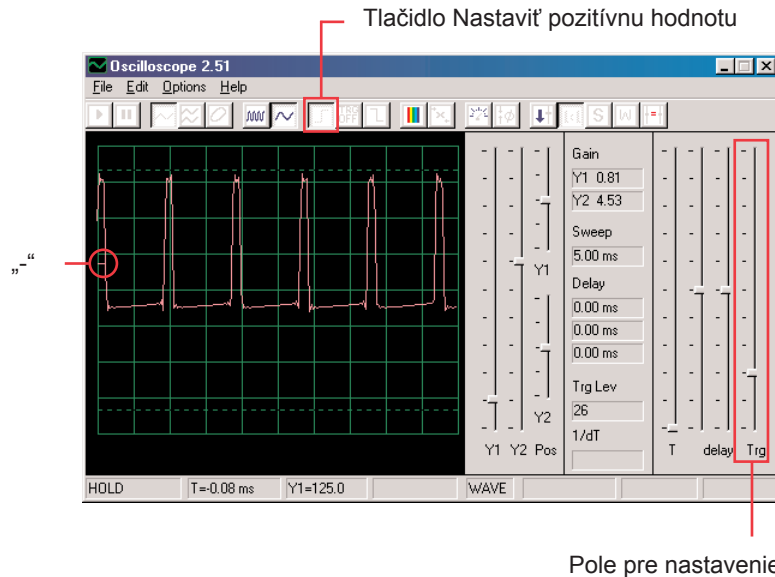 Tlačidlo Nastaviť pozitívnu hodnotu
Oscilloscope 2.51
File Edit Options Help
TRG
OFF
S
Gain
Y1 0.81
Y2 4.53
Sweep
5.00 ms
Delay
0.00 ms
0.00 ms
0.00 ms
Trg Lev
26
1/dT
Y1
Y2
Y1 Y2 Pos
T delay Trg
„-“
HOLD T=-0.08 ms Y1=125.0 WAVE
Pole pre nastavenie